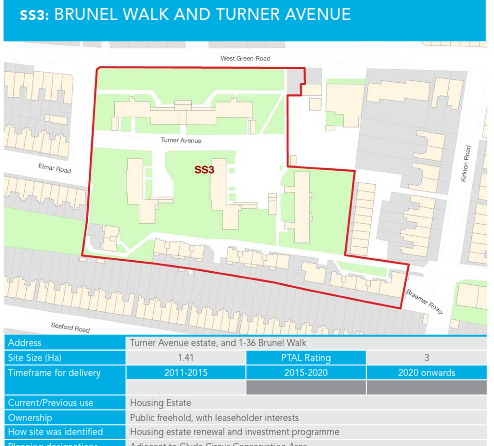 SS3: BRUNEL WALK AND TURNER AVENUE
West Green Road
Turner Avenue
SS3
Elmar Road
Kirkton Road
Braemar Road
Seaford Road
Address Turner Avenue estate, and 1-36 Brunel Walk
Site Size (Ha) 1.41 PTAL Rating 3
Timeframe for delivery 2011-2015 2015-2020 2020 onwards
Current/Previous use Housing Estate
Ownership Public freehold, with leaseholder interests
How site was identified Housing estate renewal and investment programme
Planning designations Adjacent to Clyde Circus Conservation Area